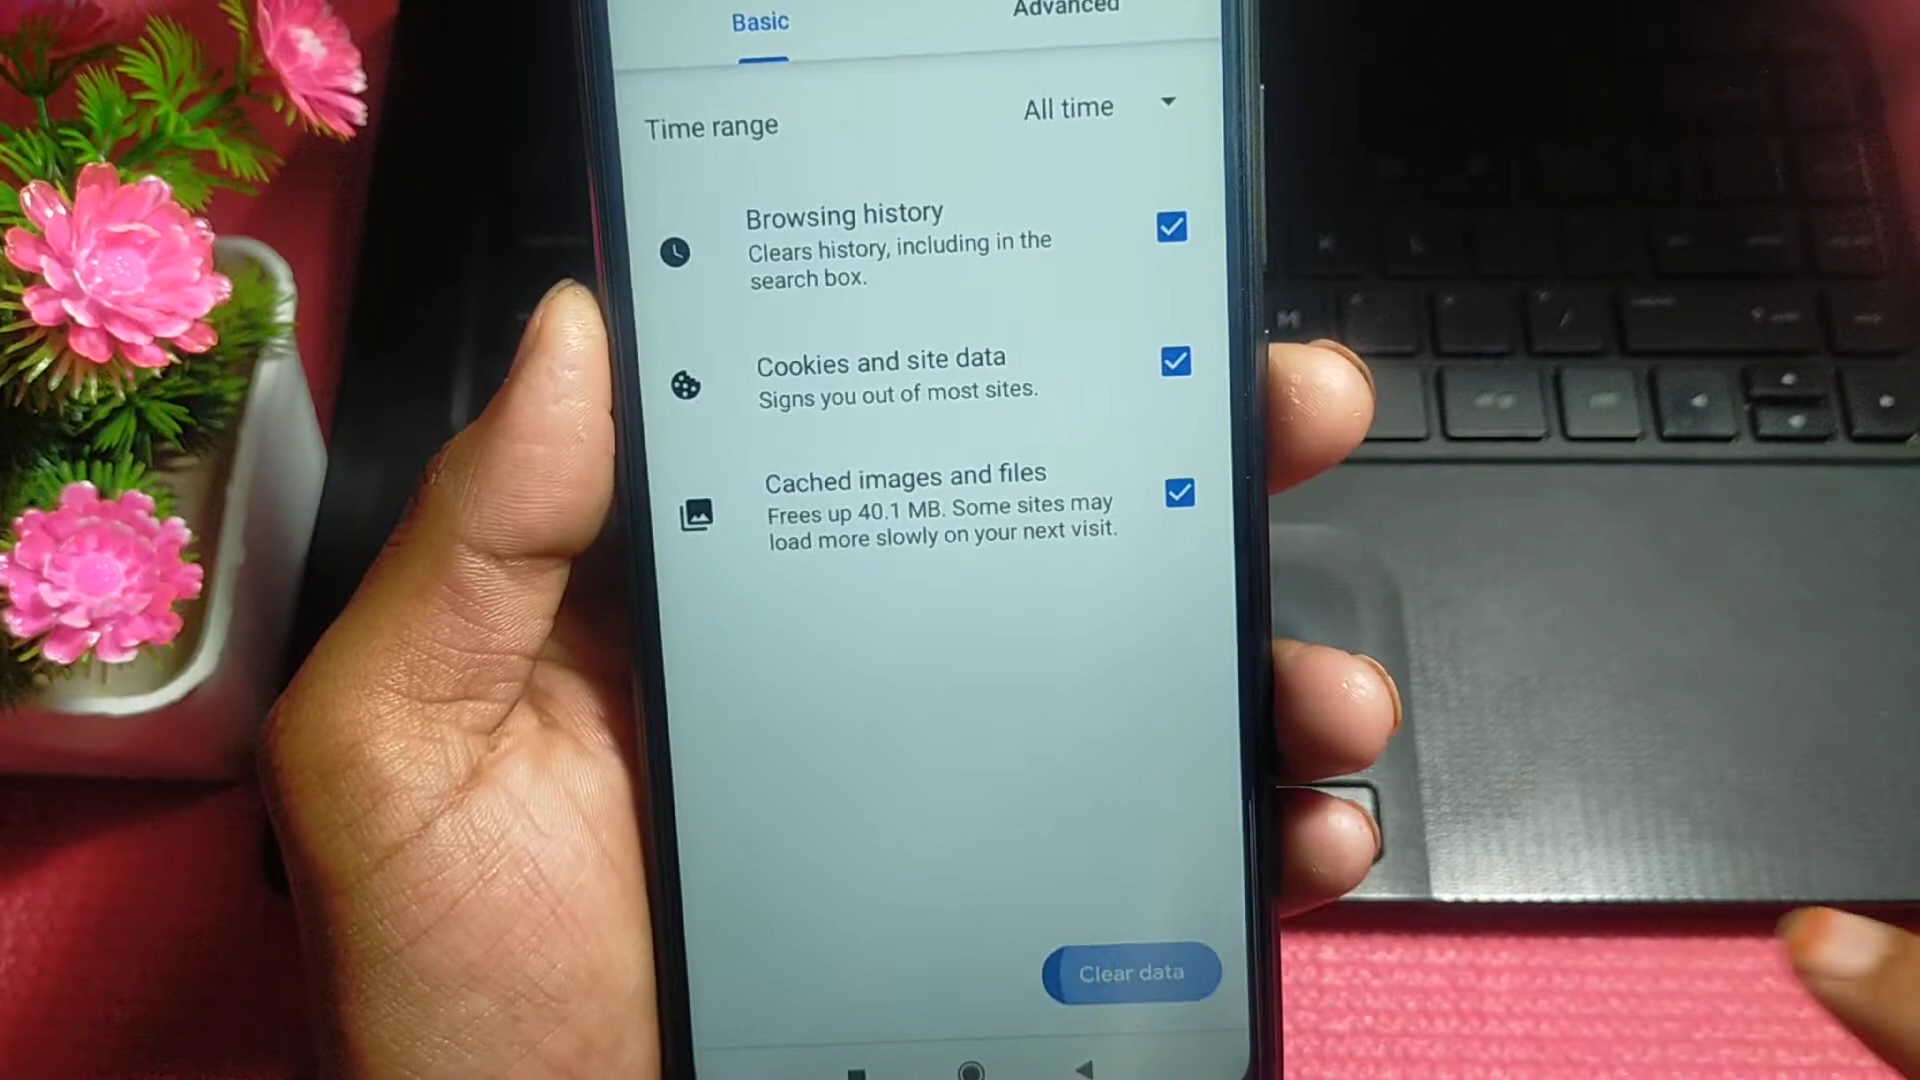 Basic
Advanced
Time range
All time
Browsing history
Clears history, including in the
search box.
Cookies and site data
Signs you out of most sites.
Cached images and files
Frees up 40.1 MB. Some sites may
load more slowly on your next visit.
Clear data